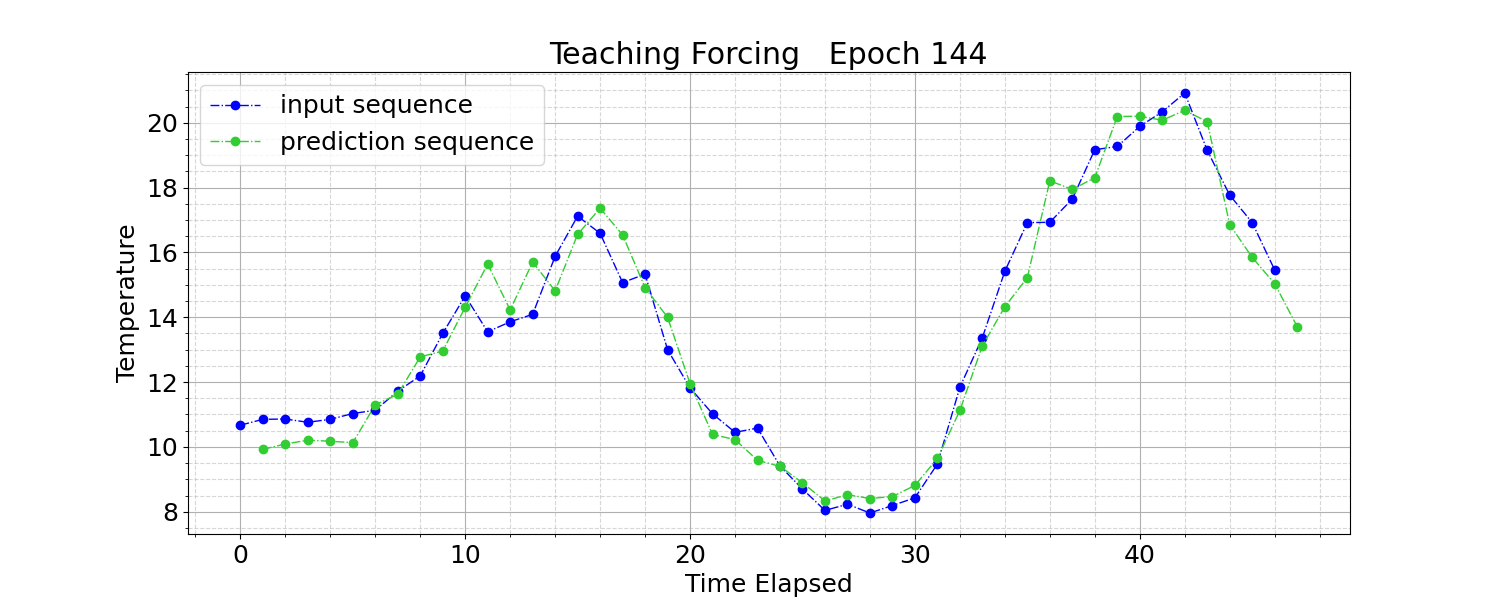 Teaching Forcing   Epoch 144
input sequence
prediction sequence
Temperature
20
18
16
14
12
10
8
0 10 20 30 40
Time Elapsed